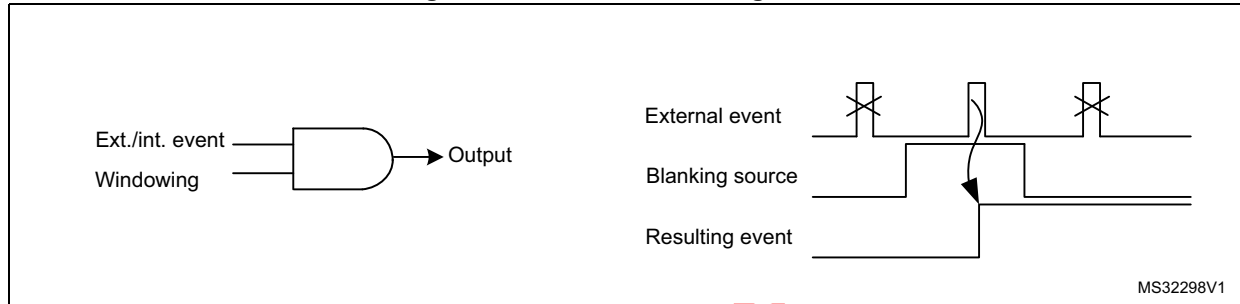 Ext./int. event
Windowing
Output
External event
Blanking source
Resulting event
MS32298V1